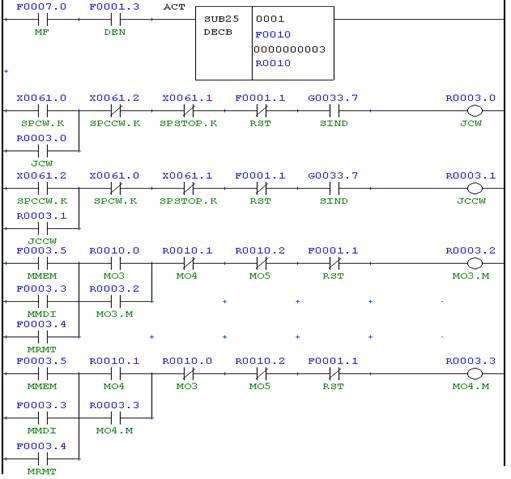 F0007.0 F0001.3 ACT
SUB25 0001
DECB F0010
0000000003
R0010
MF DEN
X0061.0 X0061.2 X0061.1 F0001.1 G0033.7 R0003.0
SPCW.K SPCCW.K SPSTOP.K RST SIND JCW
R0003.0
JCW
X0061.2 X0061.0 X0061.1 F0001.1 G0033.7 R0003.1
SPCCW.K SPCW.K SPSTOP.K RST SIND JCCW
R0003.1
JCCW
F0003.5 R0010.0 R0010.1 R0010.2 F0001.1 R0003.2
MMEM MO3 MO4 MO5 RST MO3.M
F0003.3 R0003.2
MMDI MO3.M
F0003.4
MRMT
F0003.5 R0010.1 R0010.0 R0010.2 F0001.1 R0003.3
MMEM MO4 MO3 MO5 RST MO4.M
F0003.3 R0003.3
MMDI MO4.M
F0003.4
MRMT